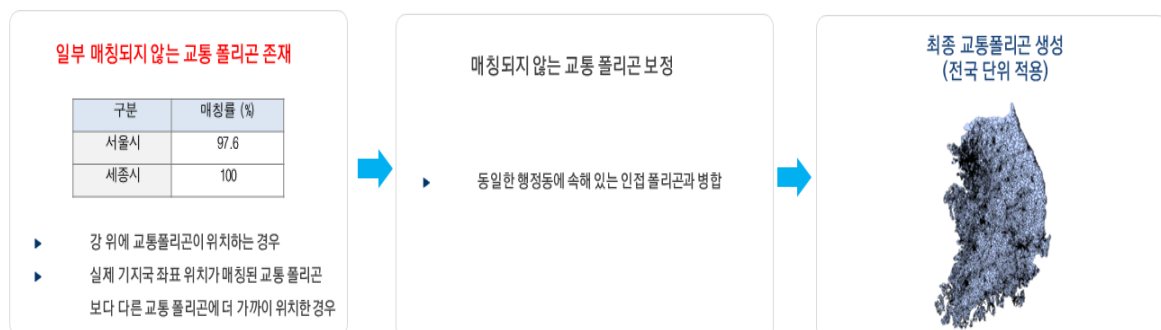 일부 매칭되지 않는 교통 폴리곤 존재
구분 매칭률 (%)
서울시 97.6
세종시 100
강 위에 교통폴리곤이 위치하는 경우
실제 기지국 좌표 위치가 매칭된 교통 폴리곤
보다 다른 교통 폴리곤에 더 가까이 위치한 경우
매칭되지 않는 교통 폴리곤 보정
동일한 행정동에 속해 있는 인접 폴리곤과 병합
최종 교통폴리곤 생성
(전국 단위 적용)